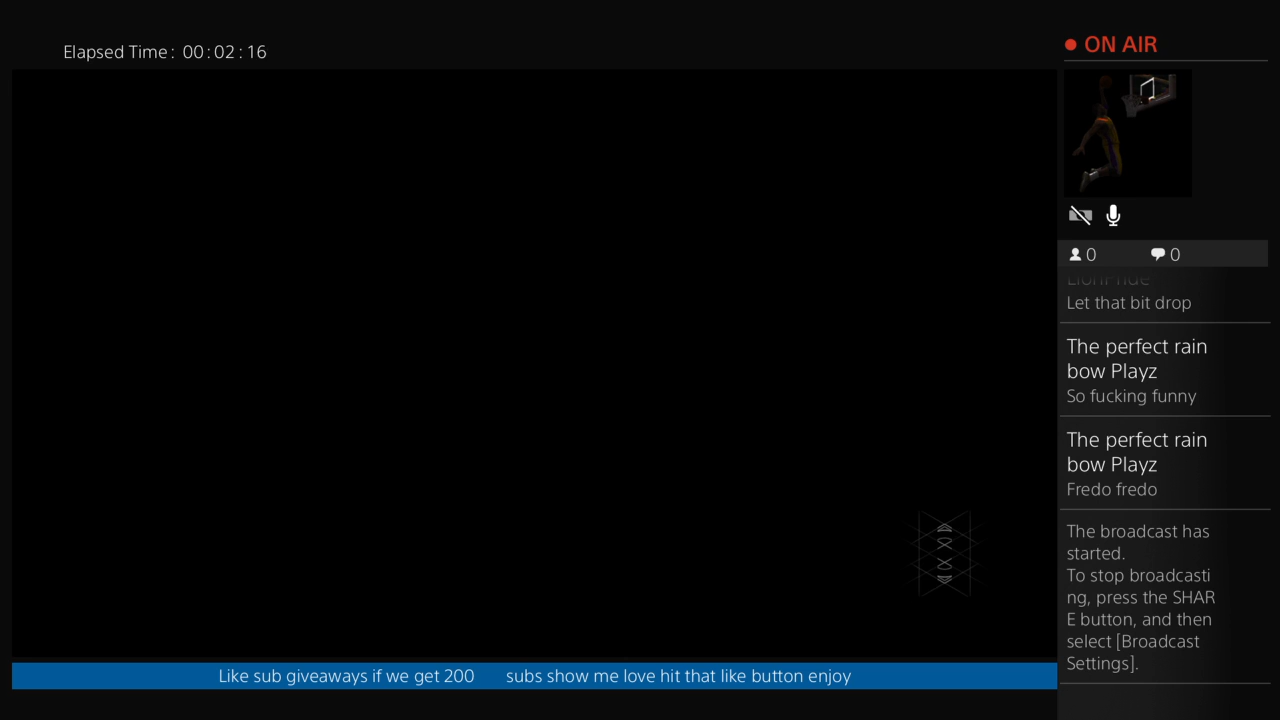 Elapsed Time: 00:02:16
ON AIR
0 0
LionPride
Let that bit drop
The perfect rain
bow Playz
So fucking funny
The perfect rain
bow Playz
Fredo fredo
The broadcast has
started.
To stop broadcasti
ng, press the SHAR
E button, and then
select [Broadcast
Settings].
Like sub giveaways if we get 200 subs show me love hit that like button enjoy